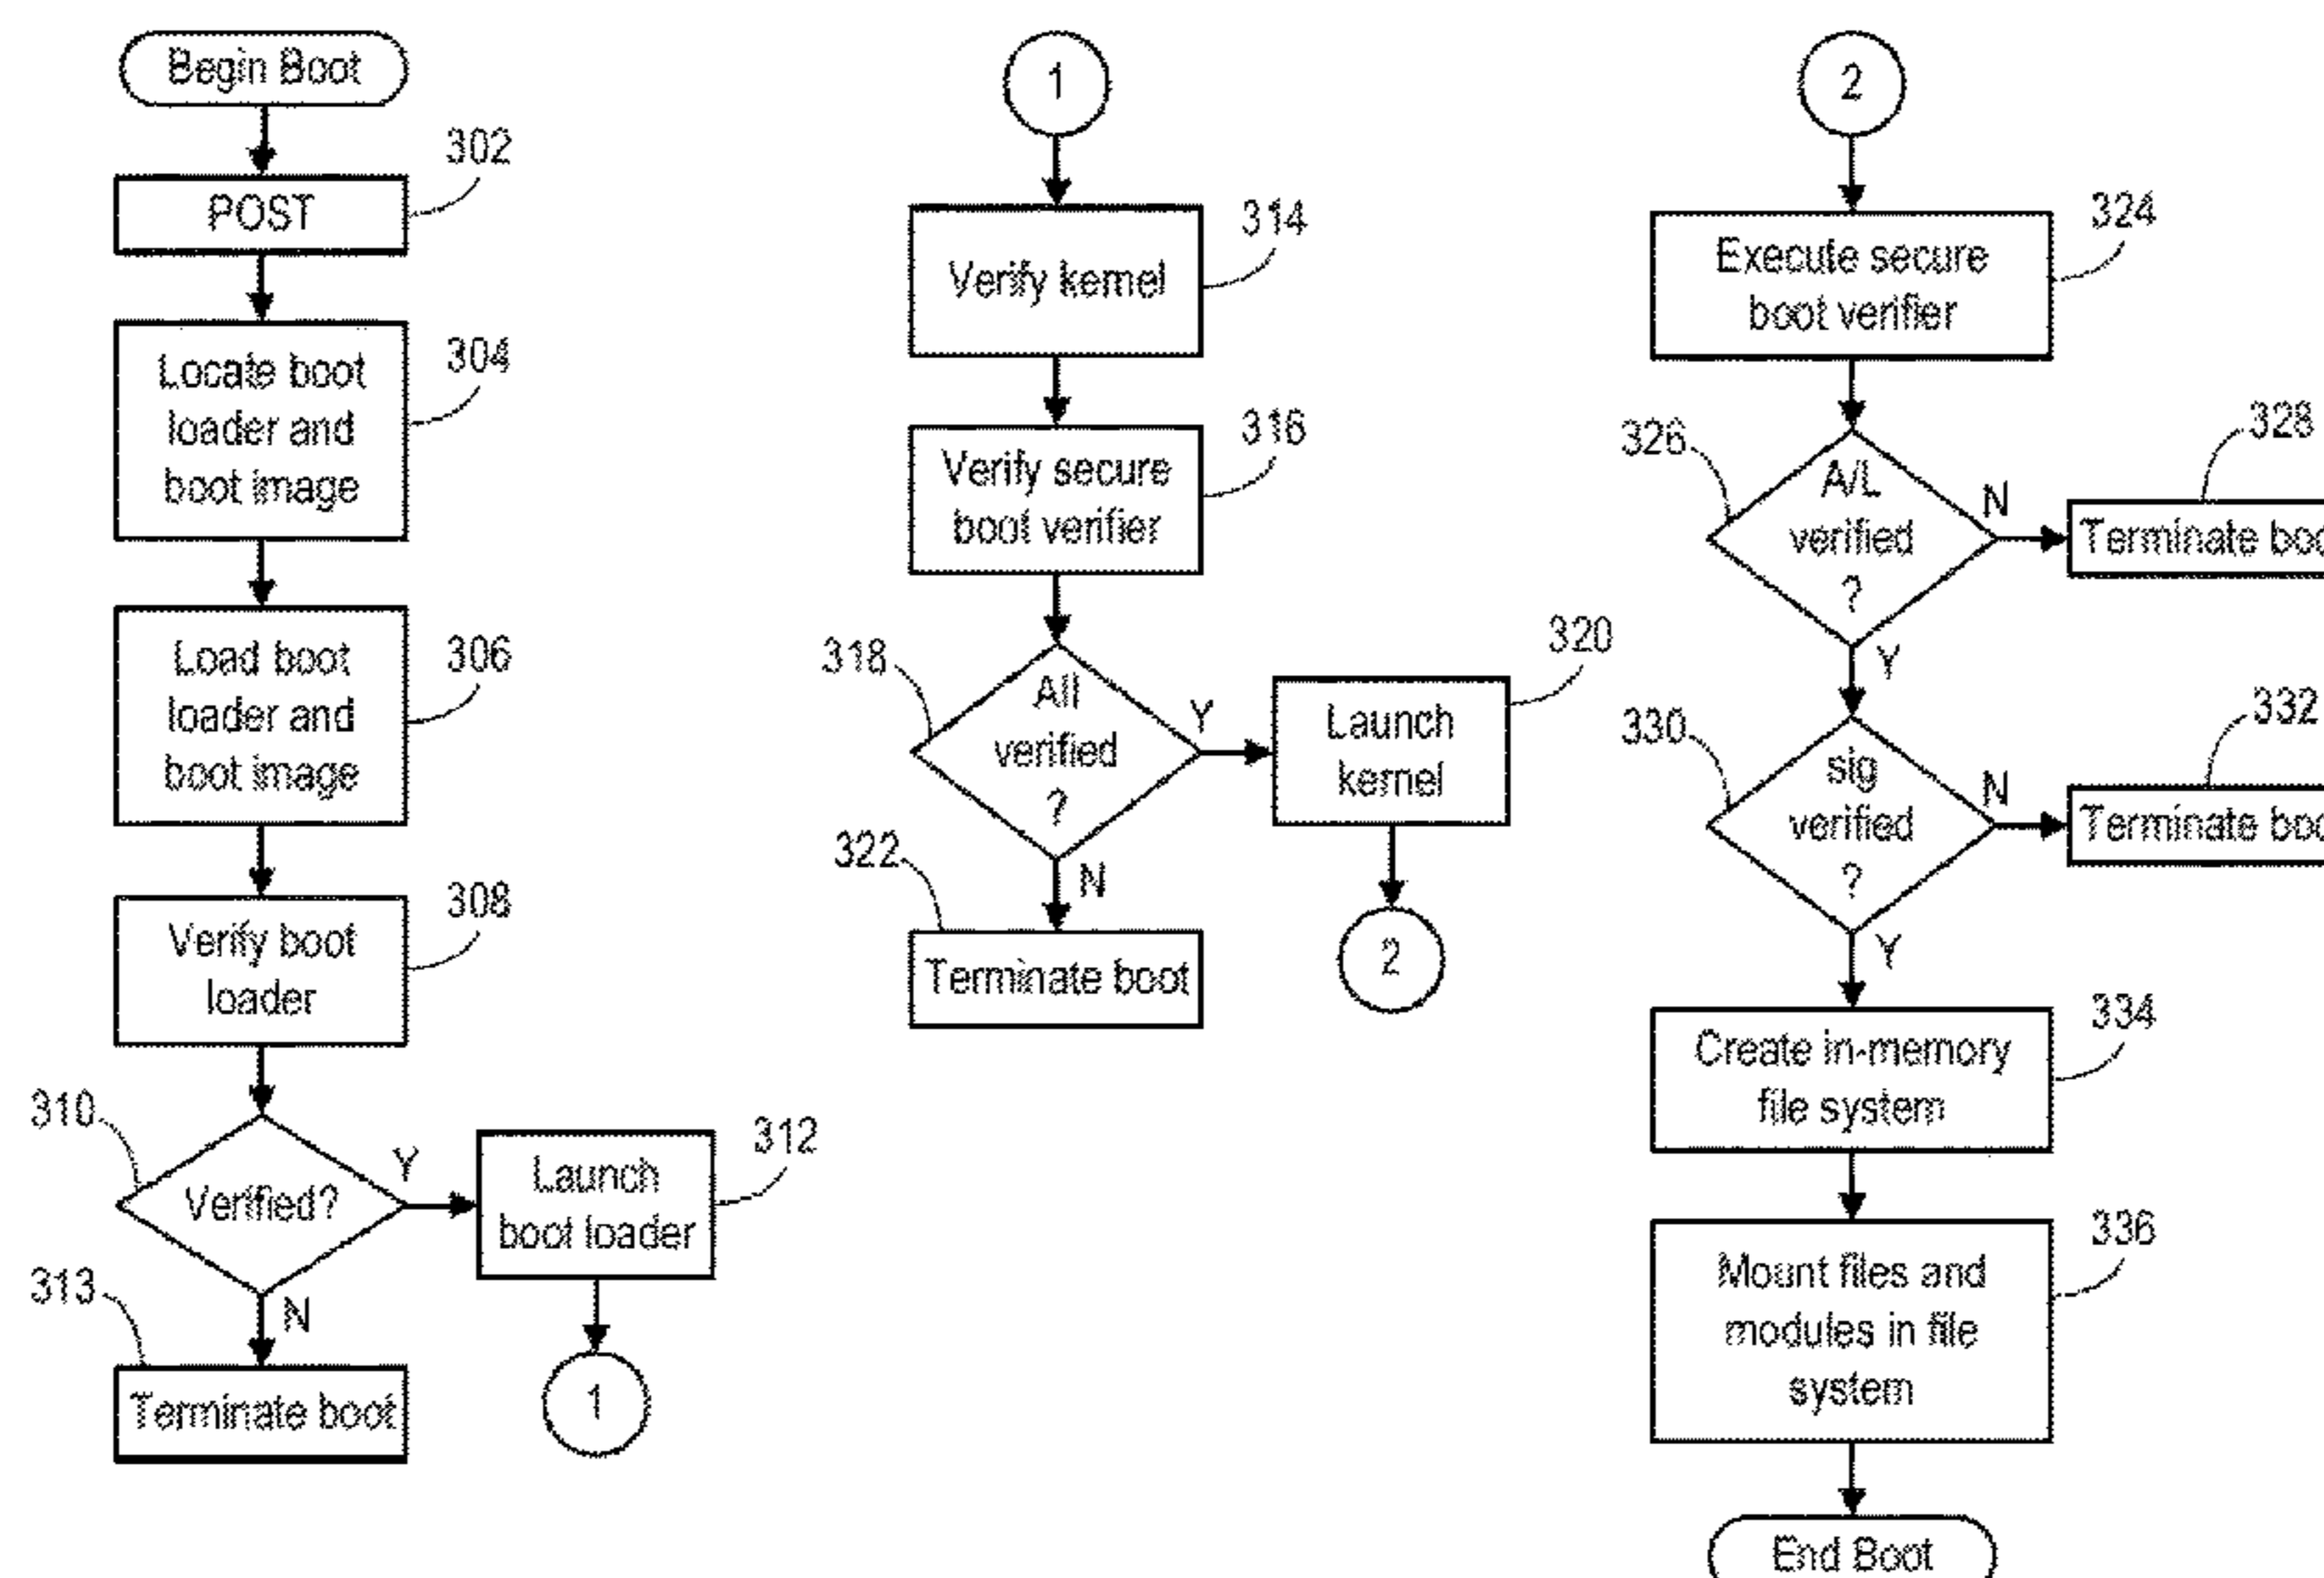 Begin Boot
302
POST
304
Locate boot
loader and
boot image
306
Load boot
loader and
boot image
308
Verify boot
loader
310
Verified?
Y
312
Launch
boot loader
313
N
Terminate boot
1
1
314
Verify kernel
316
Verify secure
boot verifier
318
All
verified
?
Y
320
Launch
kernel
322
N
Terminate boot
2
2
324
Execute secure
boot verifier
326
A/L
verified
?
N
328
Terminate boo
Y
330
sig
verified
?
N
332
Terminate boo
Y
334
Create in-memory
file system
336
Mount files and
modules in file
system
End Boot